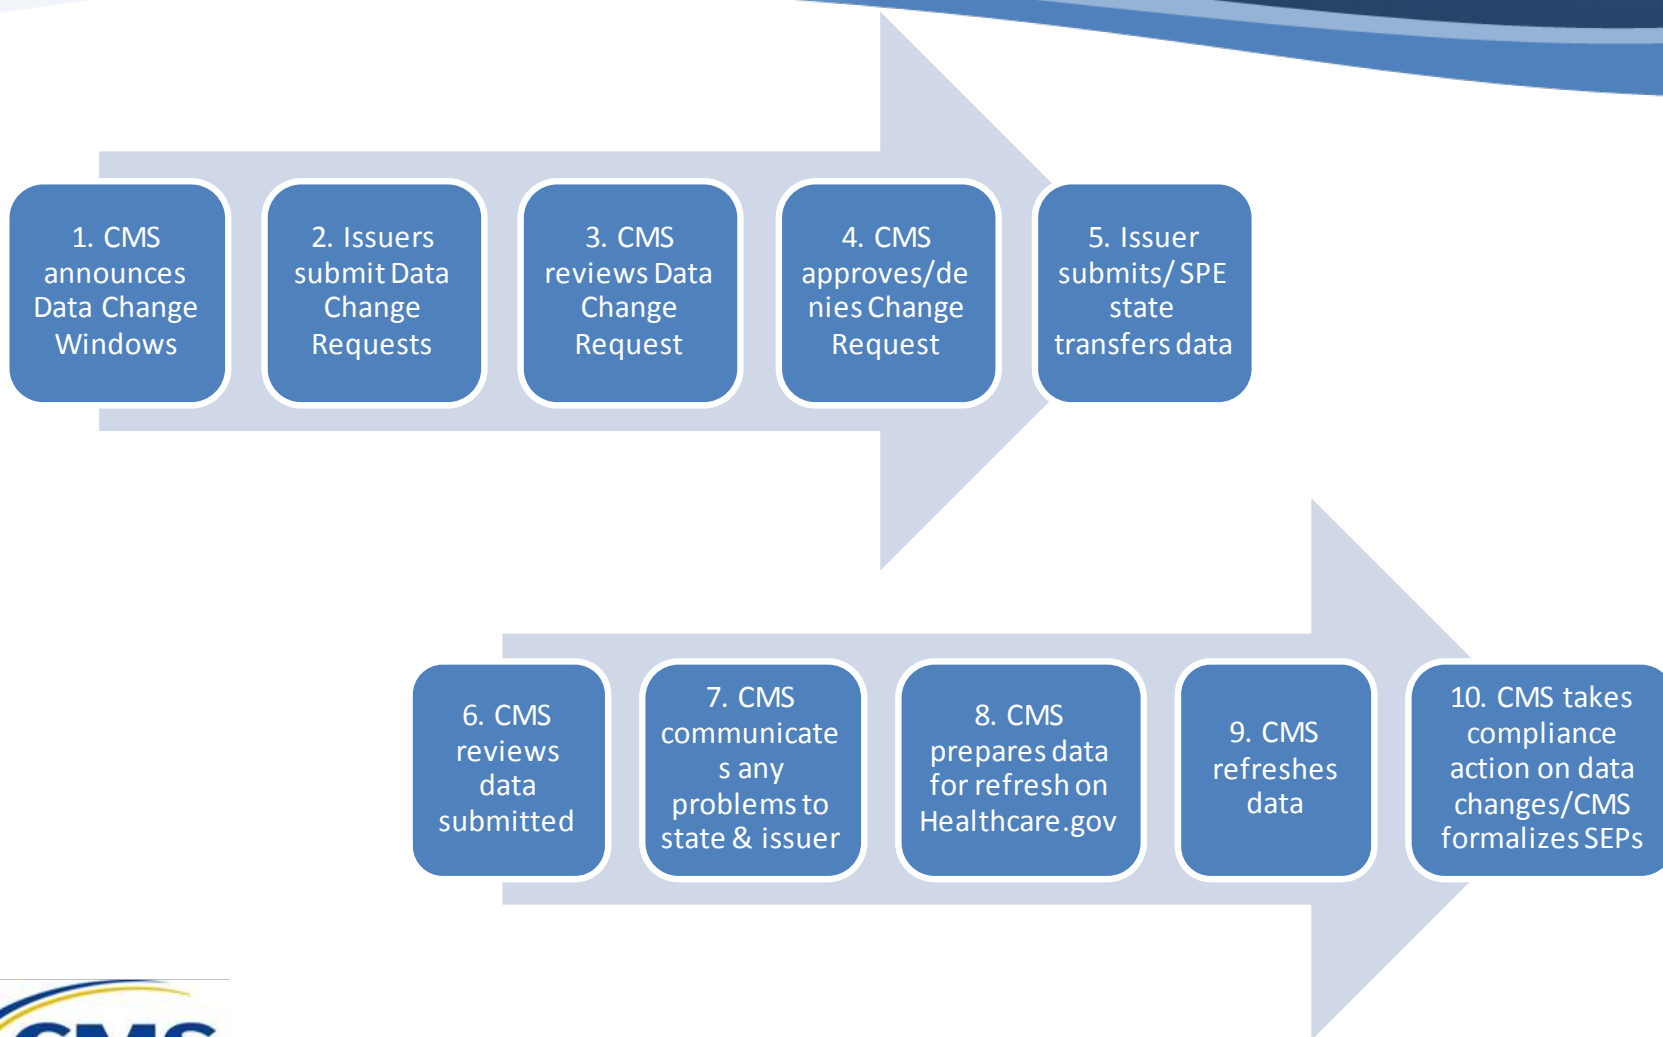 1. CMS
announces
Data Change
Windows
2. Issuers
submit Data
Change
Requests
3. CMS
reviews Data
Change
Request
4. CMS
approves/de
nies Change
Request
5. Issuer
submits/ SPE
state
transfers data
6. CMS
reviews
data
submitted
7. CMS
communicate
s any
problems to
state & issuer
8. CMS
prepares data
for refresh on
Healthcare.gov
9. CMS
refreshes
data
10. CMS takes
compliance
action on data
changes/CMS
formalizes SEPs
CMS